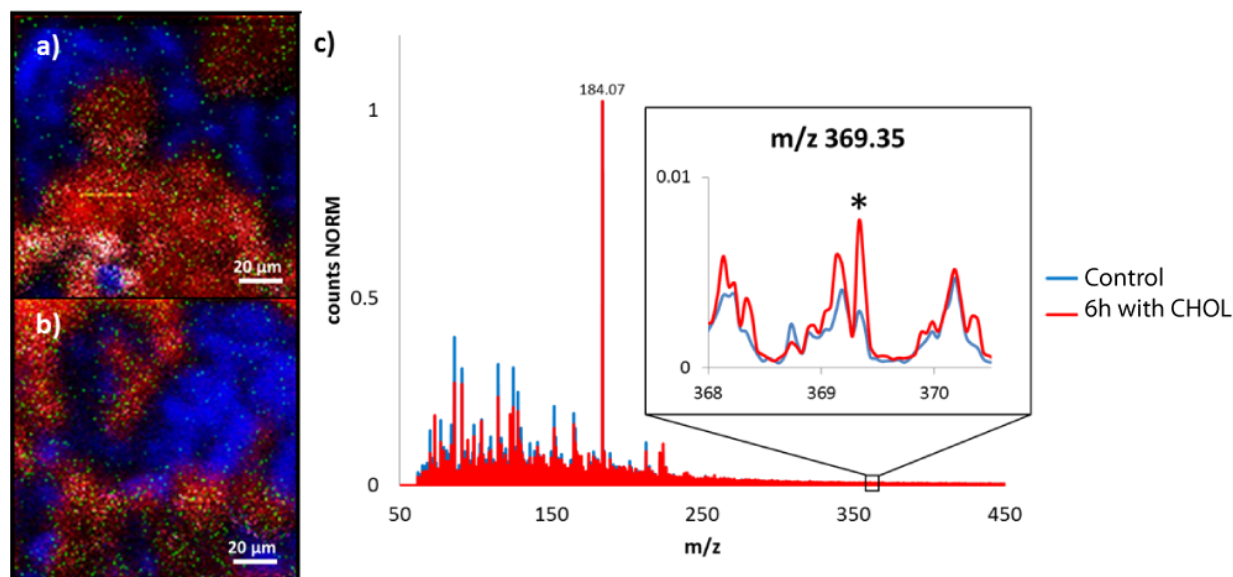 a)
20 µm
b)
20 µm
c)
counts NORM
1
0.5
0
184.07
50
150
250
350
450
m/z
m/z 369.35
0.01
*
0
368
369
370
Control
6h with CHOL